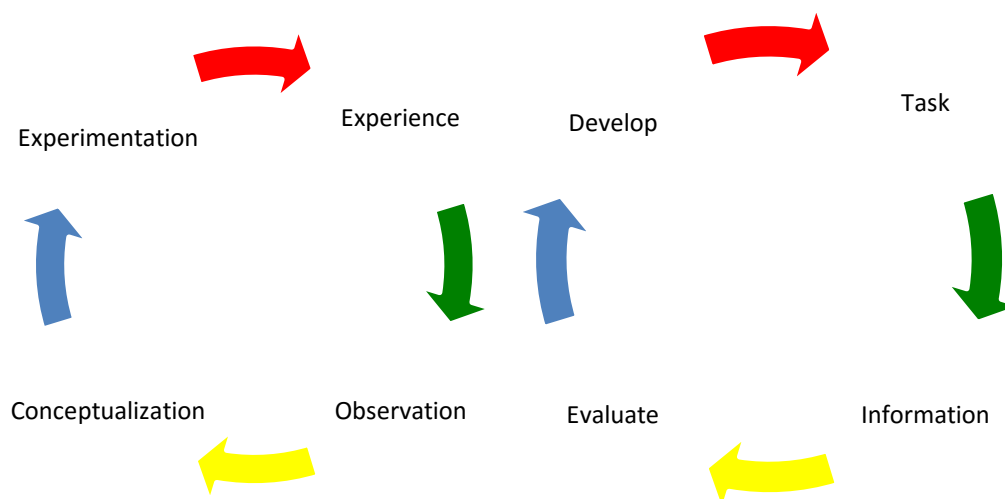 Experimentation
Experience
Develop
Task
Conceptualization
Observation
Evaluate
Information